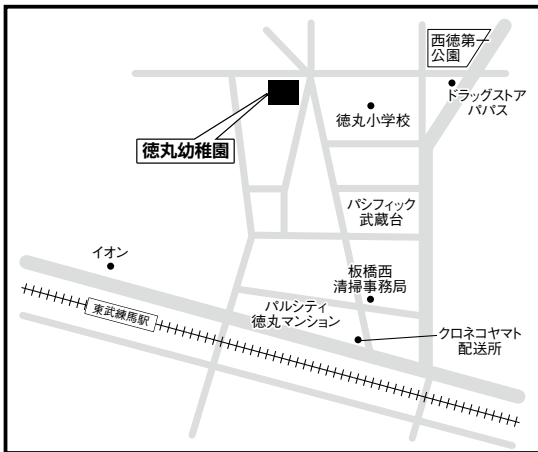 西徳第一
公園
ドラッグストア
パパス
徳丸小学校
徳丸幼稚園
パシフィック
武蔵台
イオン
板橋西
清掃事務局
東武練馬駅
パルシティ
徳丸マンション
クロネコヤマト
配送所